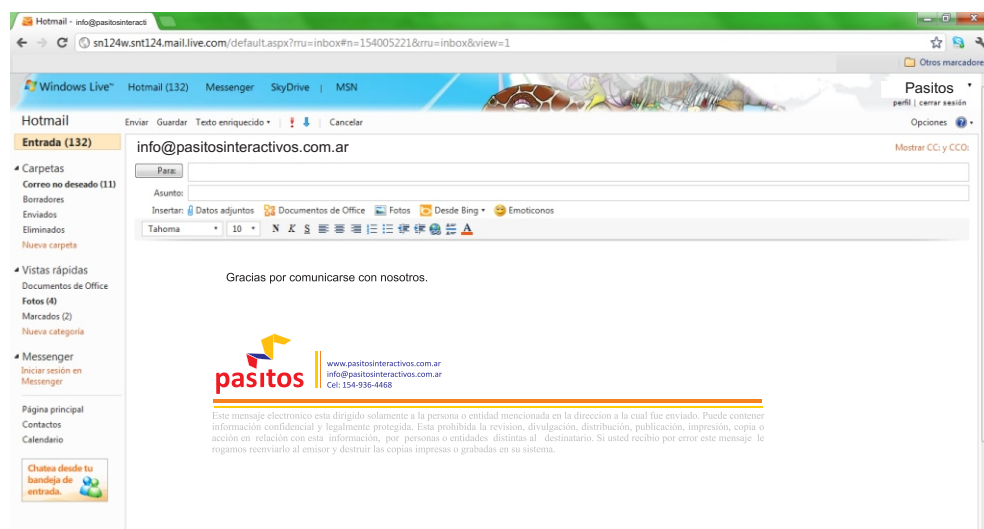 Hotmail - info@pasitosinteracti
sn124w.snt124.mail.live.com/default.aspx?rru=inbox#n=154005221&rru=inbox&view=1
Otros marcadore
Windows Live™ Hotmail (132) Messenger SkyDrive | MSN
Pasitos
perfil | cerrar sesión
Hotmail
Enviar Guardar Texto enriquecido Cancelar
Opciones
Entrada (132)
info@pasitosinteractivos.com.ar
Mostrar CC: y CCO:
Carpetas
Correo no deseado (11)
Borradores
Enviados
Eliminados
Nueva carpeta
Vistas rápidas
Documentos de Office
Fotos (4)
Marcados (2)
Nueva categoría
Messenger
Iniciar sesión en
Messenger
Página principal
Contactos
Calendario
Chatea desde tu
bandeja de
entrada.
Para:
Asunto:
Insertar: Datos adjuntos Documentos de Office Fotos Desde Bing Emoticonos
Tahoma 10 N K S A
Gracias por comunicarse con nosotros.
pasitos
www.pasitosinteractivos.com.ar
info@pasitosinteractivos.com.ar
Cel: 154-936-4468
Este mensaje electronico esta dirigido solamente a la persona o entidad mencionada en la direccion a la cual fue enviado. Puede contener
información confidencial y legalmente protegida. Esta prohibida la revision, divulgación, distribución, publicación, impresión, copia o
acción en relación con esta información, por personas o entidades distintas al destinatario. Si usted recibio por error este mensaje le
rogamos reenviarlo al emisor y destruir las copias impresas o grabadas en su sistema.